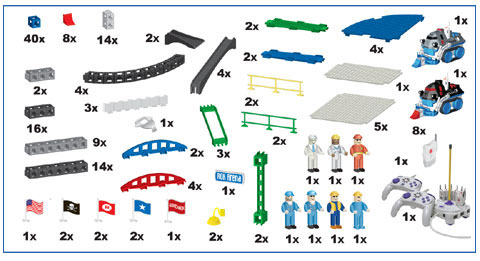 40x 8x 14x 2x 2x 4x 1x
4x 2x 1x
2x 4x 1x
3x 2x
16x 1x 5x 8x
9x 2x 3x 2x
14x 4x 1x 1x 1x 1x 1x
Arena
1x
1x 2x 2x 2x 1x 2x 2x 1x 1x 1x 1x